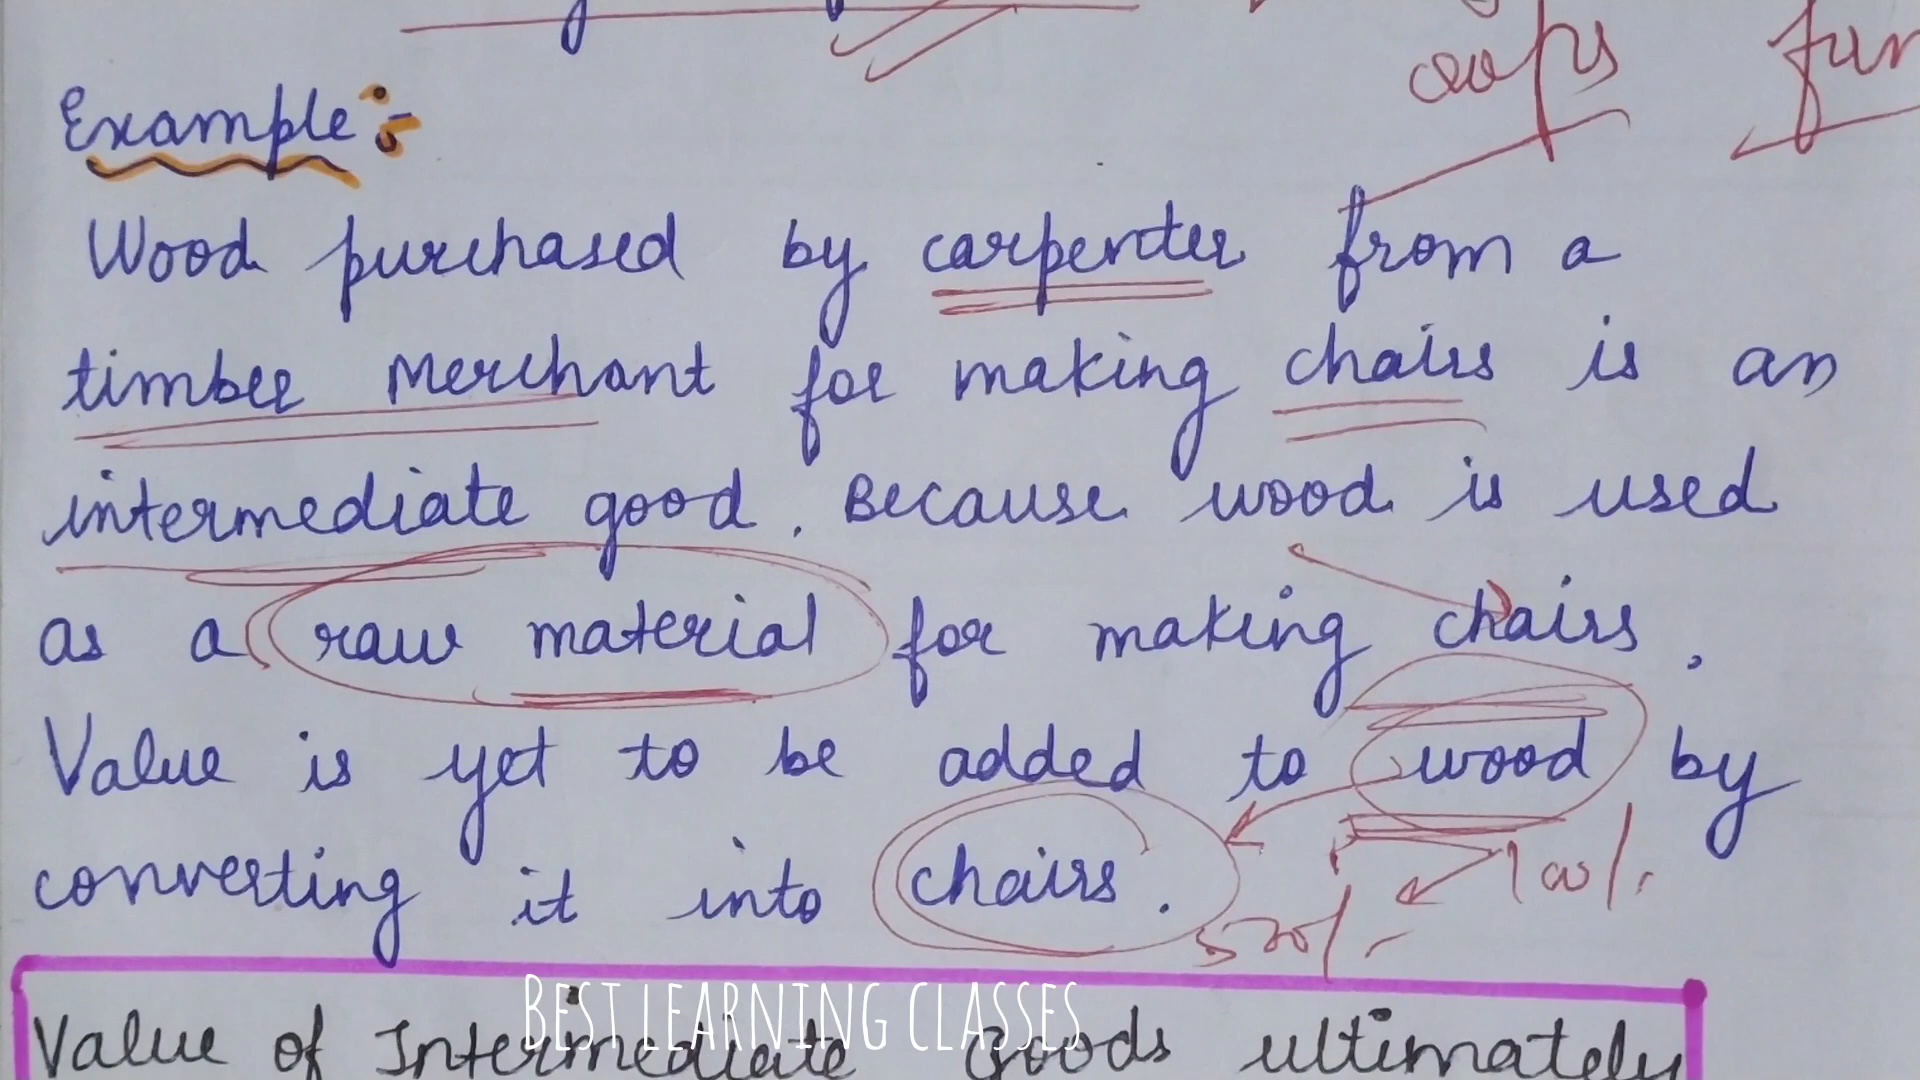 Example :-
Wood purchased by carpenter from a
timber Merchant for making chairs is an
intermediate good. Because wood is used
as a raw material for making chairs.
Value is yet to be added to wood by
converting it into chairs.
100/-
BEST LEARNING CLASSES
Value of Intermediate Goods ultimately